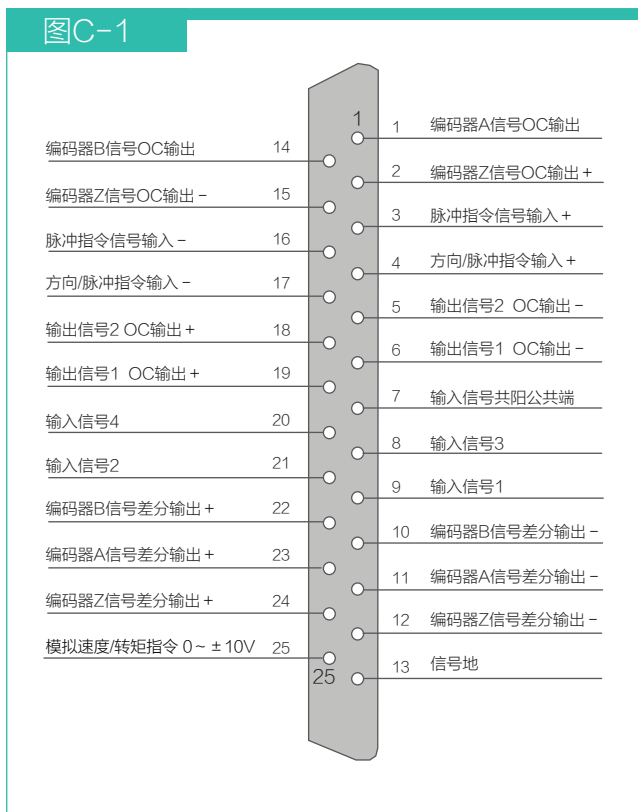 图C-1
1
1 编码器A信号OC输出
编码器B信号OC输出 14
2 编码器Z信号OC输出+
编码器Z信号OC输出- 15
3 脉冲指令信号输入+
脉冲指令信号输入- 16
4 方向/脉冲指令输入+
方向/脉冲指令输入- 17
5 输出信号2 OC输出-
输出信号2 OC输出+ 18
6 输出信号1 OC输出-
输出信号1 OC输出+ 19
7 输入信号共阳公共端
输入信号4 20
8 输入信号3
输入信号2 21
9 输入信号1
编码器B信号差分输出+ 22
10 编码器B信号差分输出-
编码器A信号差分输出+ 23
11 编码器A信号差分输出-
编码器Z信号差分输出+ 24
12 编码器Z信号差分输出-
模拟速度/转矩指令 0~±10V 25
13 信号地
25